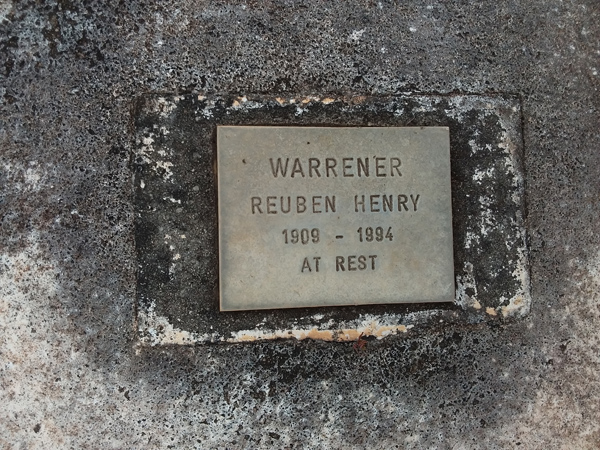 WARRENER
REUBEN HENRY
1909 - 1994
AT REST